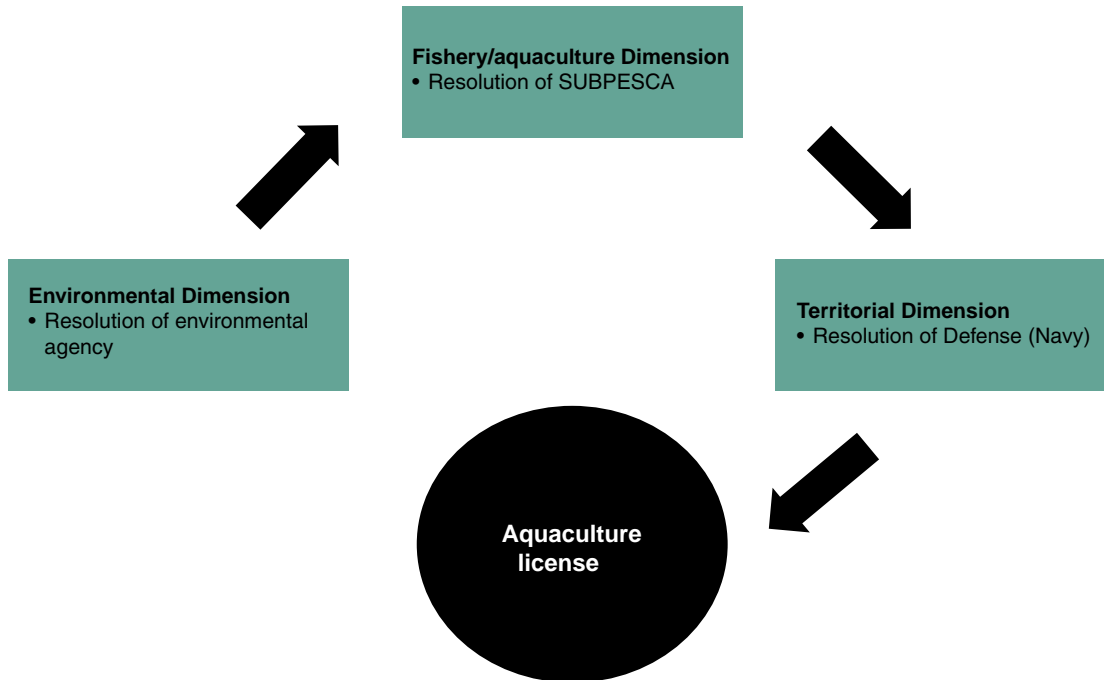 Fishery/aquaculture Dimension
• Resolution of SUBPESCA
Environmental Dimension
• Resolution of environmental
agency
Territorial Dimension
• Resolution of Defense (Navy)
Aquaculture
license